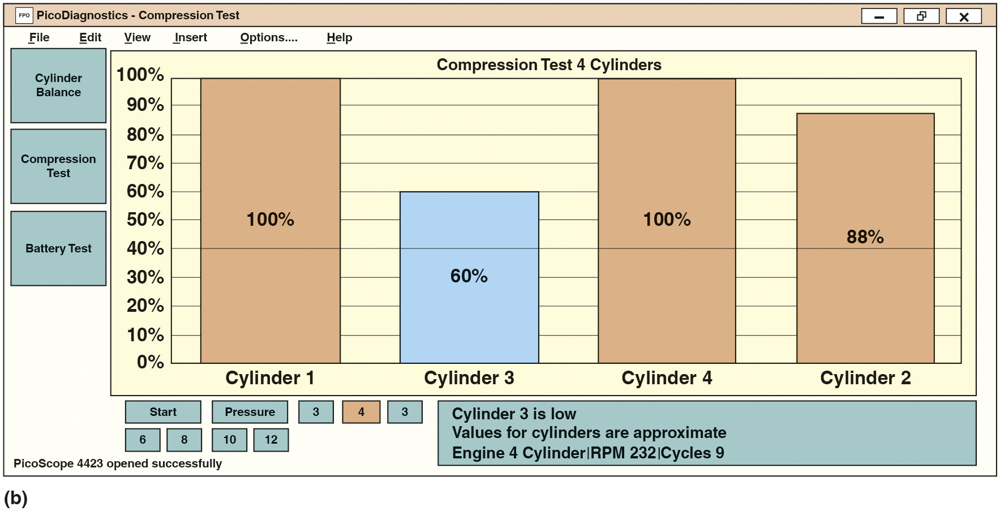 FPO PicoDiagnostics - Compression Test
File Edit View Insert Options.... Help
Cylinder
Balance
Compression
Test
Battery Test
Compression Test 4 Cylinders
100%
90%
80%
70%
60%
50%
40%
30%
20%
10%
0%
100%
60%
100%
88%
Cylinder 1 Cylinder 3 Cylinder 4 Cylinder 2
Start Pressure 3 4 3
6 8 10 12
Cylinder 3 is low
Values for cylinders are approximate
Engine 4 Cylinder|RPM 232|Cycles 9
PicoScope 4423 opened successfully
(b)